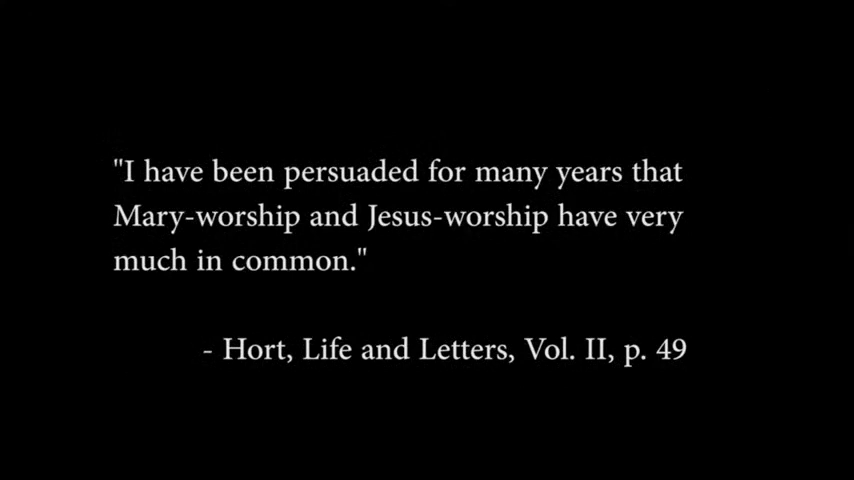 "I have been persuaded for many years that
Mary-worship and Jesus-worship have very
much in common."
- Hort, Life and Letters, Vol. II, p. 49